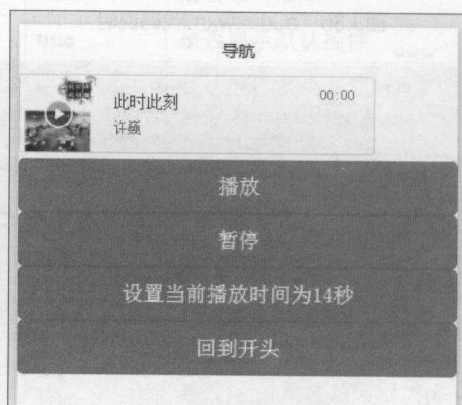 导航
此时此刻
00:00
许巍
播放
暂停
设置当前播放时间为14秒
回到开头